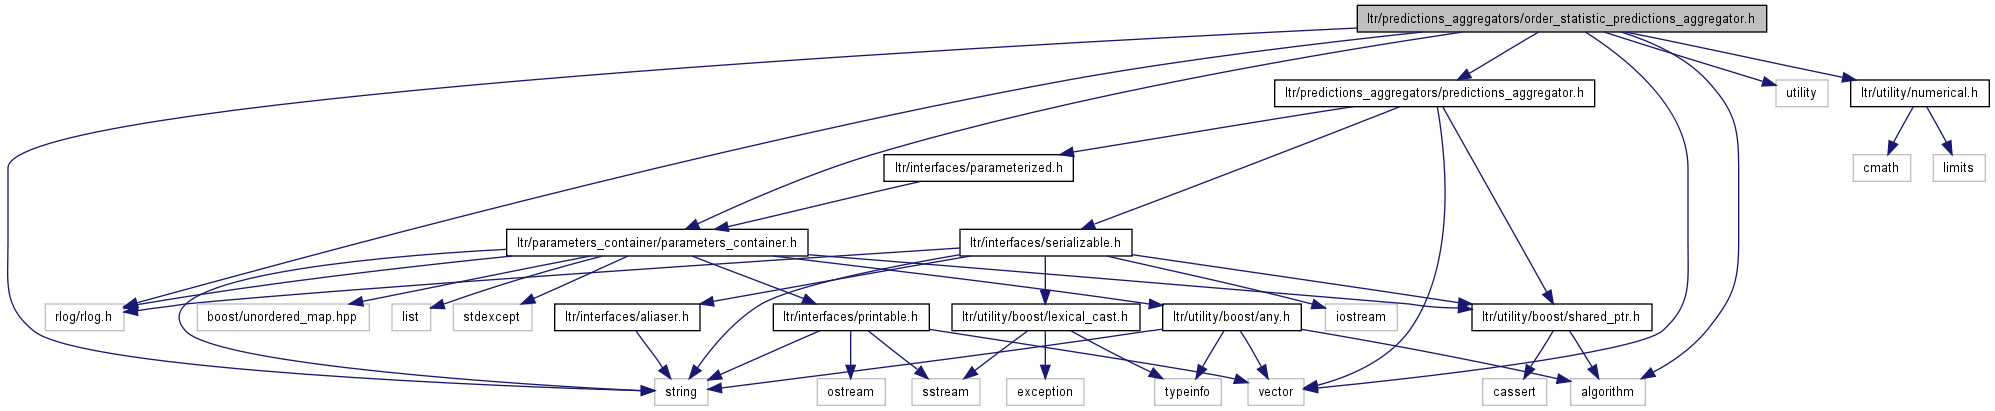 ltr/predictions_aggregators/order_statistic_predictions_aggregator.h
ltr/predictions_aggregators/predictions_aggregator.h
utility
ltr/utility/numerical.h
ltr/interfaces/parameterized.h
cmath
limits
ltr/parameters_container/parameters_container.h
ltr/interfaces/serializable.h
rlog/rlog.h
boost/unordered_map.hpp
list
stdexcept
ltr/interfaces/aliaser.h
ltr/interfaces/printable.h
ltr/utility/boost/lexical_cast.h
ltr/utility/boost/any.h
iostream
ltr/utility/boost/shared_ptr.h
string
ostream
sstream
exception
typeinfo
vector
cassert
algorithm